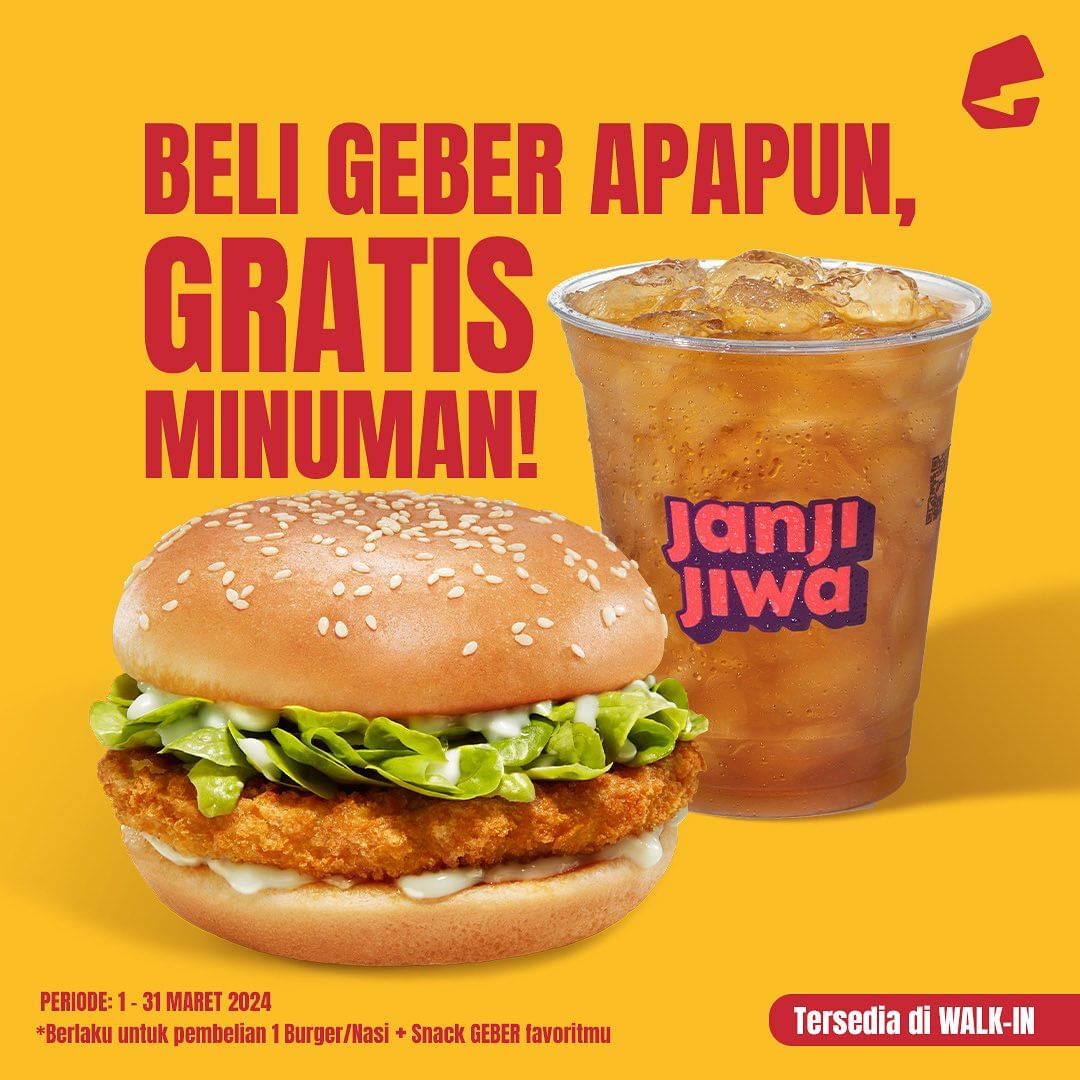 BELI GEBER APAPUN,
GRATIS
MINUMAN!
janji
jiwa
PERIODE: 1 - 31 MARET 2024
*Berlaku untuk pembelian 1 Burger/Nasi + Snack GEBER favoritmu
Tersedia di WALK-IN